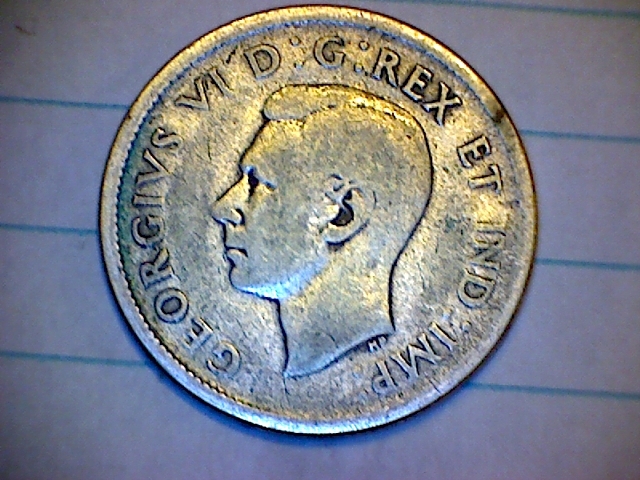 GEORGIVS VI D:G:REX ET IND:IMP:
HP